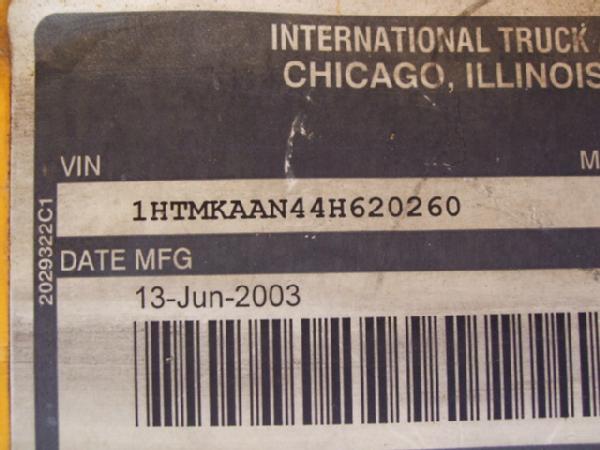 INTERNATIONAL TRUCK
CHICAGO, ILLINOIS
VIN
1HTMKAAN44H620260
DATE MFG
13-Jun-2003
2029322C1